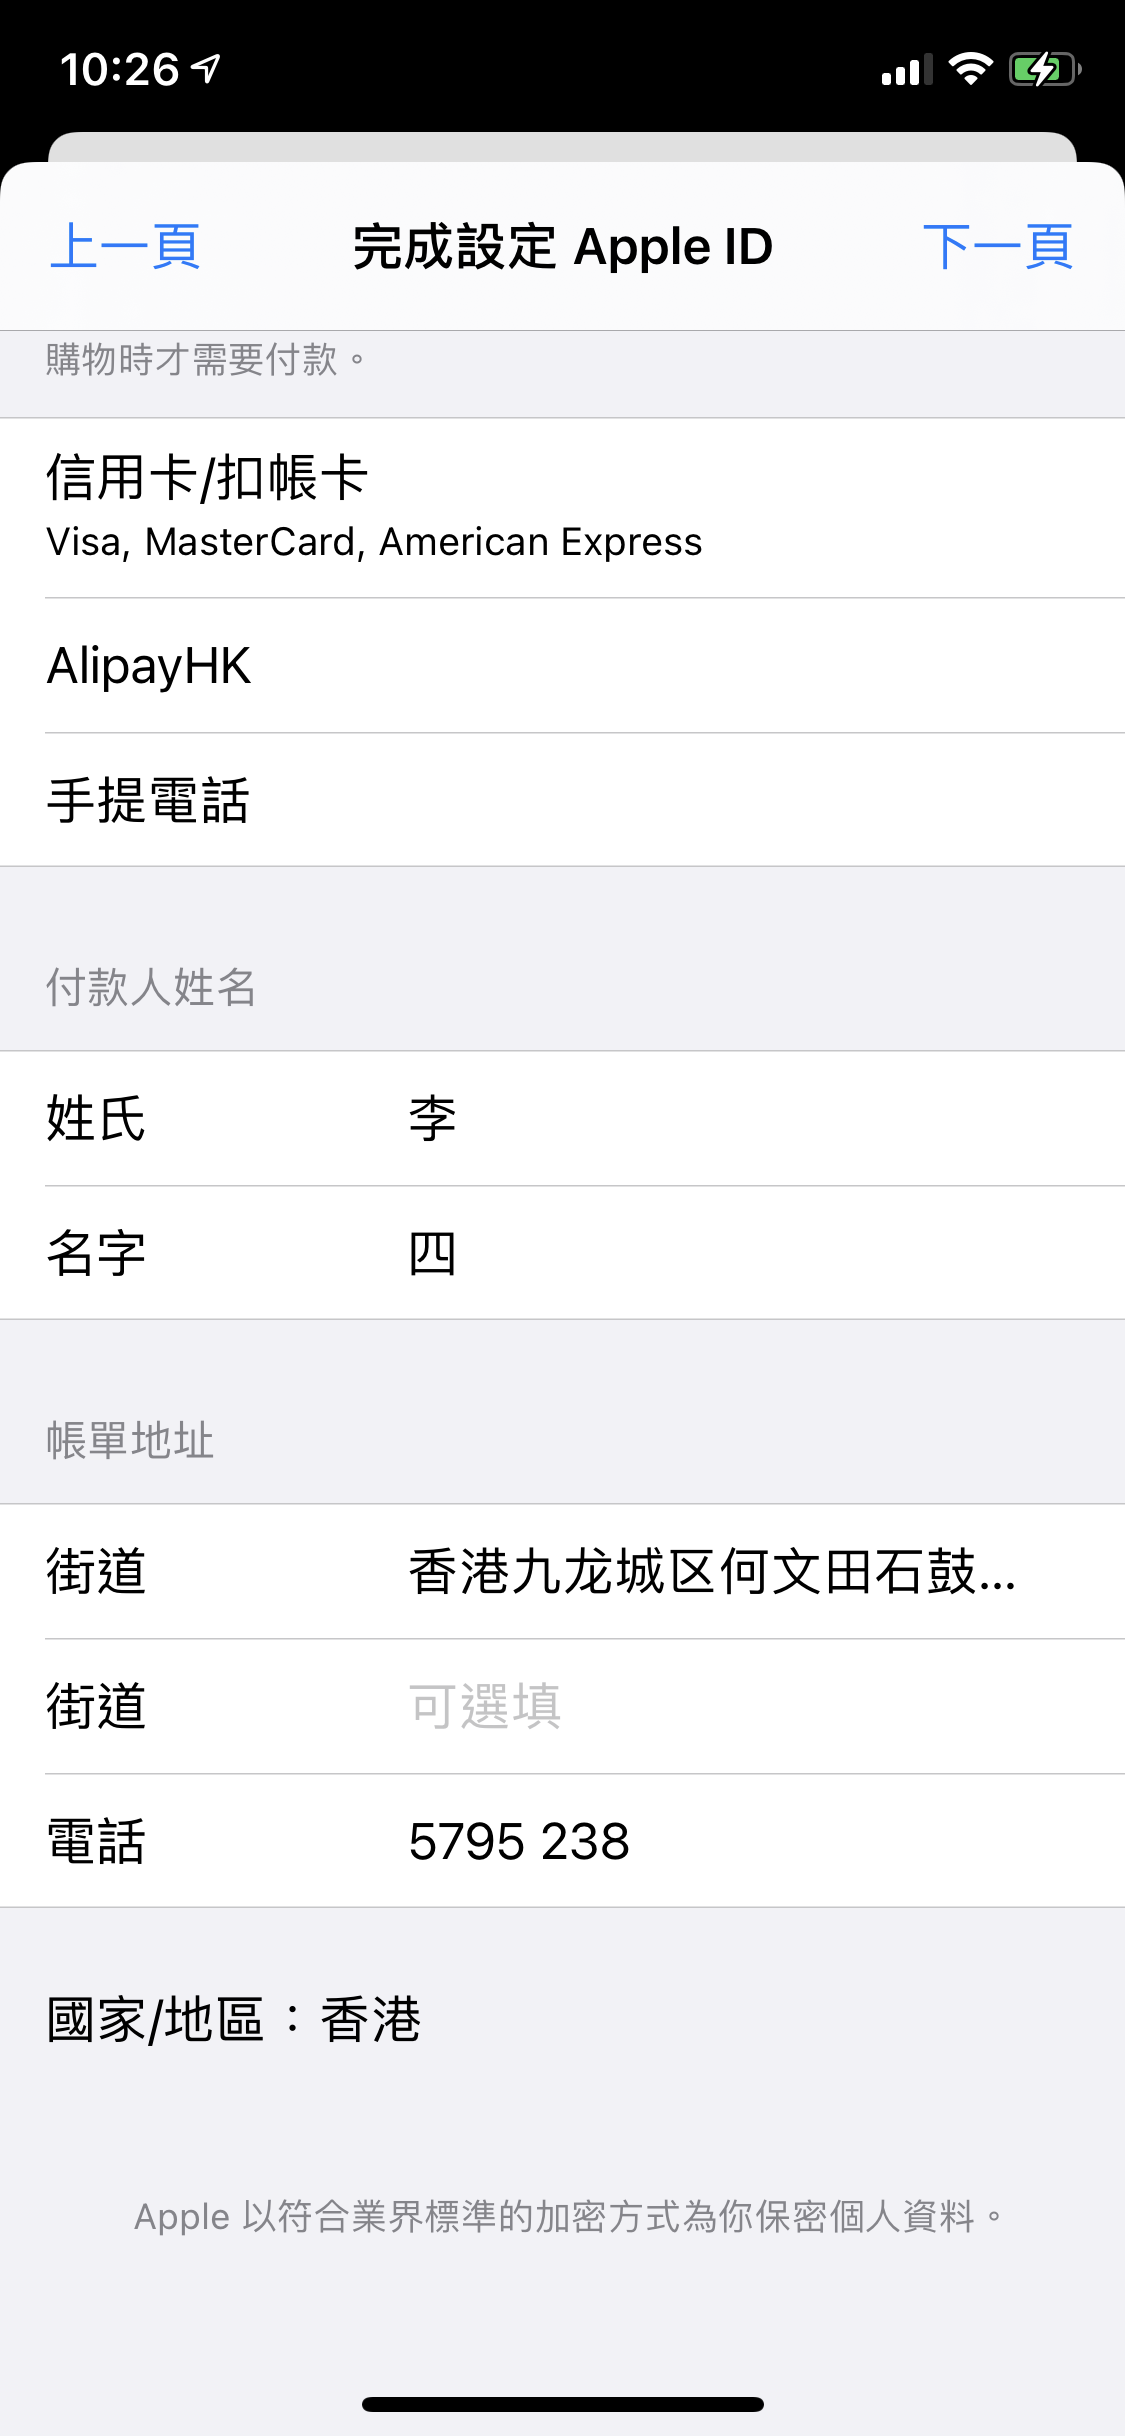 10:26
上一頁 完成設定 Apple ID 下一頁
購物時才需要付款。
信用卡/扣帳卡
Visa, MasterCard, American Express
AlipayHK
手提電話
付款人姓名
姓氏 李
名字 四
帳單地址
街道 香港九龙城区何文田石鼓...
街道 可選填
電話 5795 238
國家/地區：香港
Apple 以符合業界標準的加密方式為你保密個人資料。